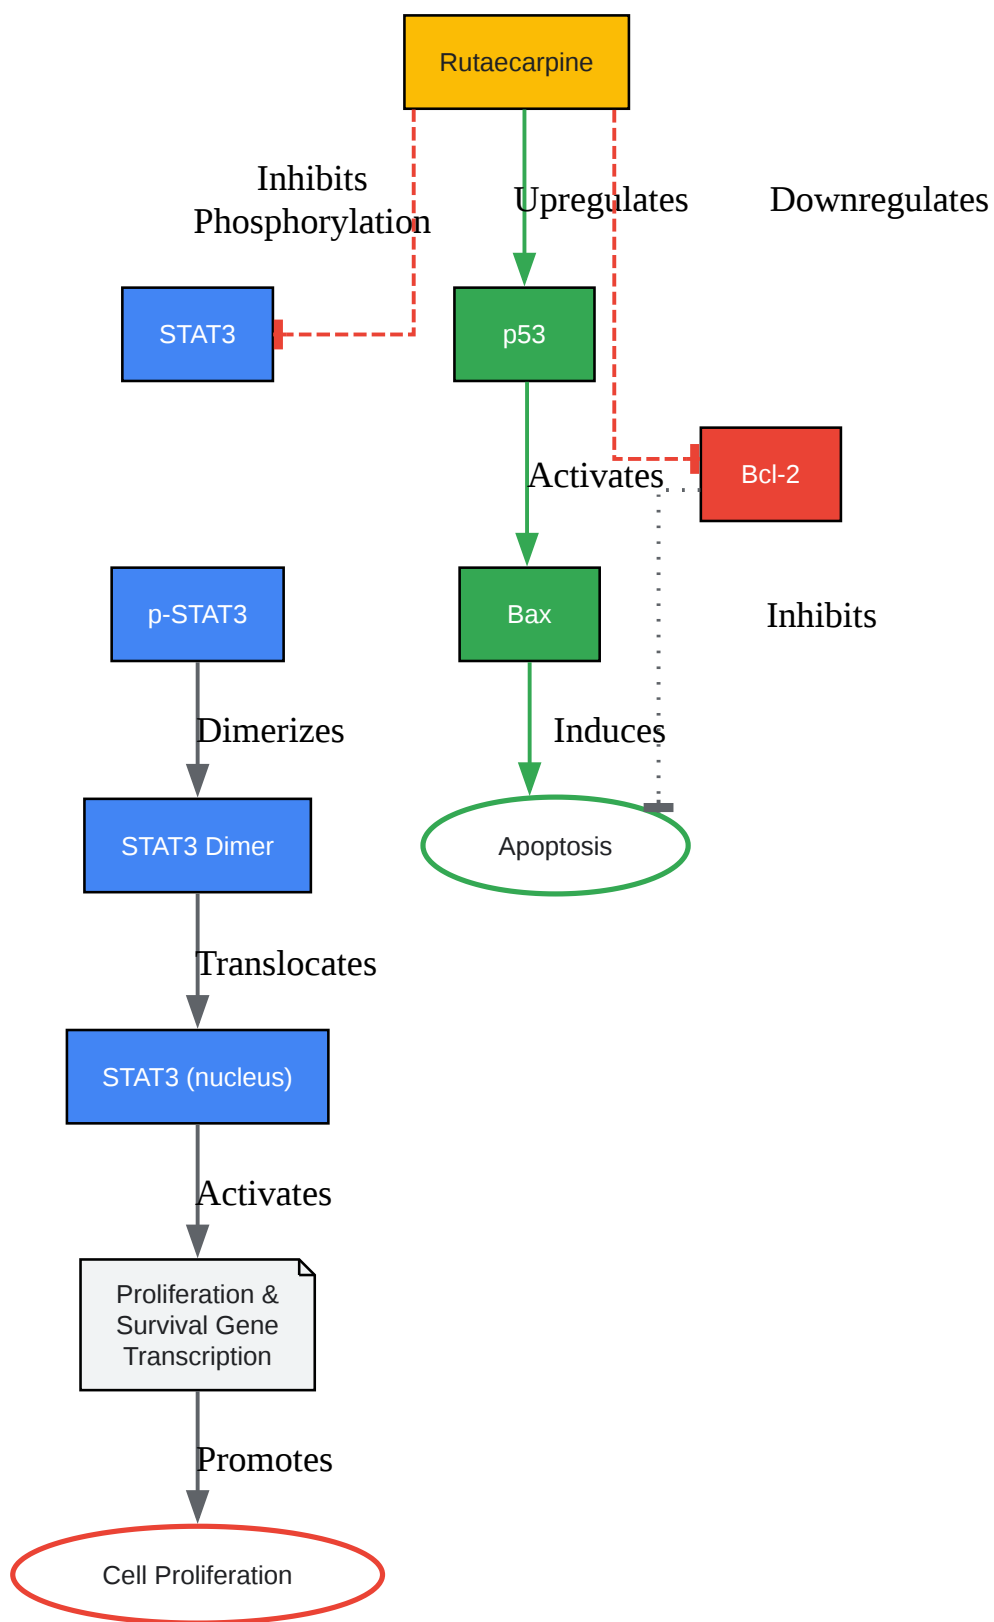 Rutaecarpine
Inhibits
Phosphorylation
Upregulates
Downregulates
STAT3
p53
Activates
Bcl-2
p-STAT3
Bax
Inhibits
Dimerizes
Induces
STAT3 Dimer
Apoptosis
Translocates
STAT3 (nucleus)
Activates
Proliferation &
Survival Gene
Transcription
Promotes
Cell Proliferation